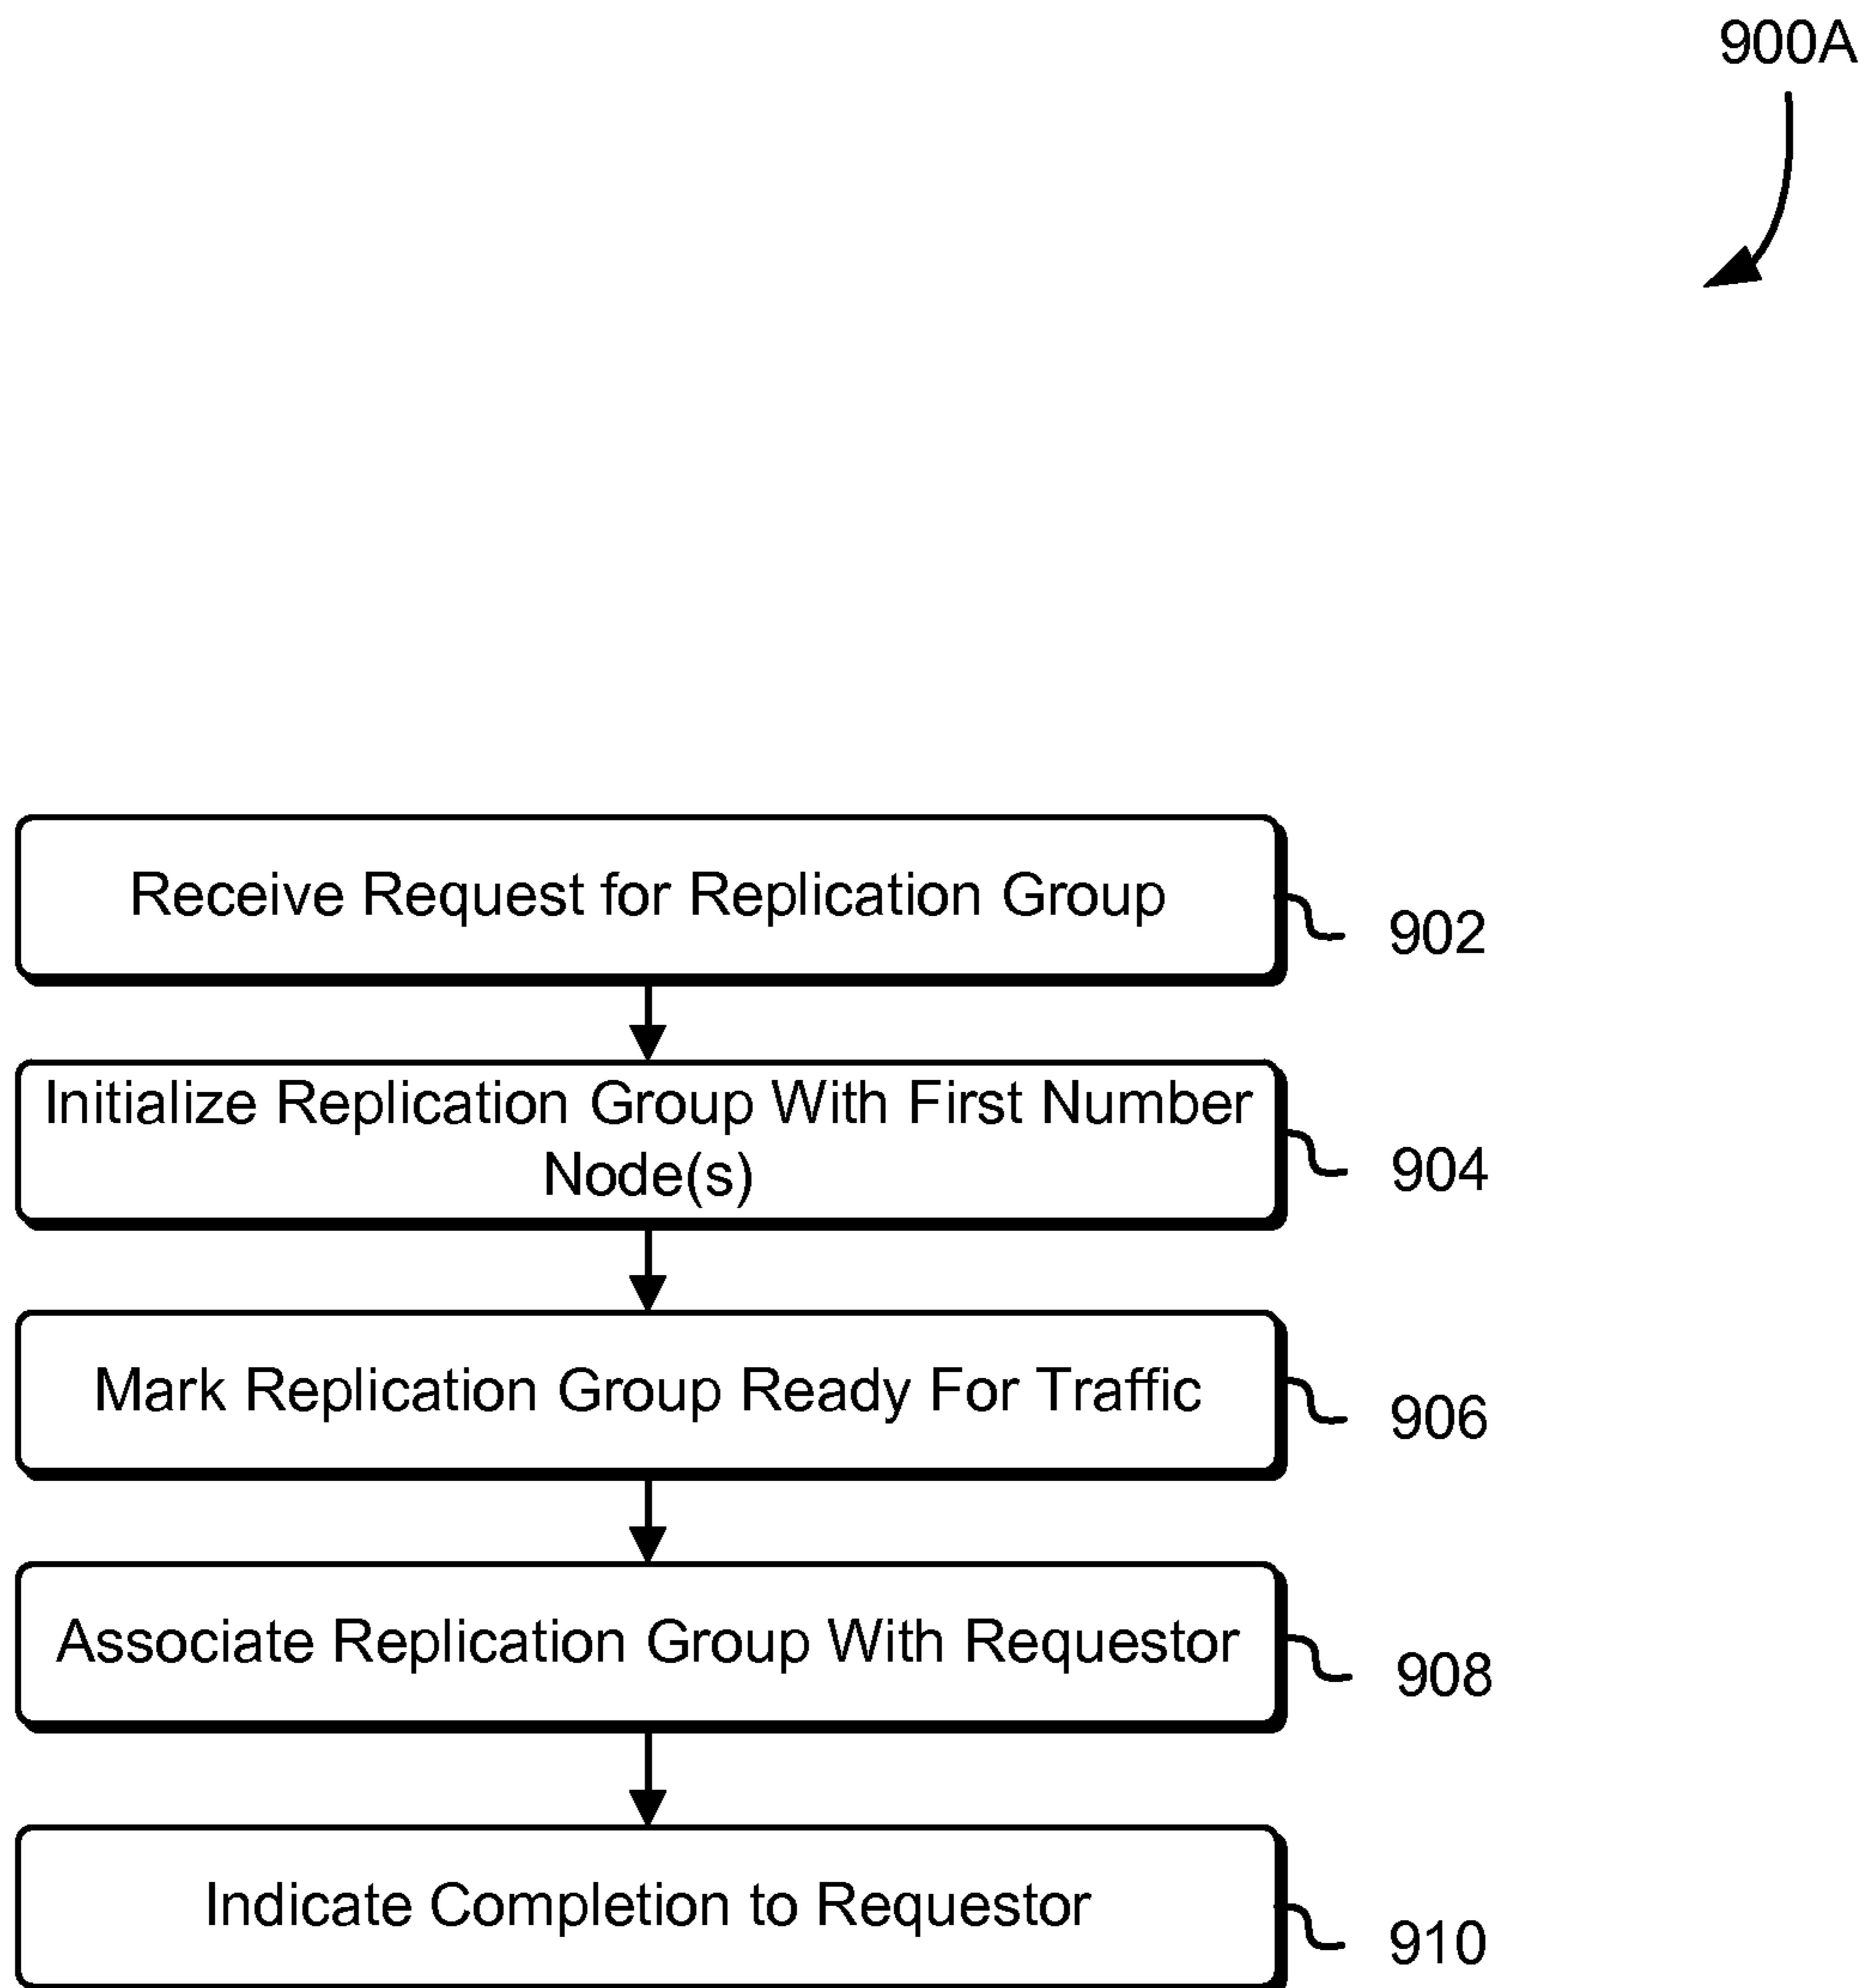 900A
Receive Request for Replication Group
902
Initialize Replication Group With First Number
Node(s)
904
Mark Replication Group Ready For Traffic
906
Associate Replication Group With Requestor
908
Indicate Completion to Requestor
910